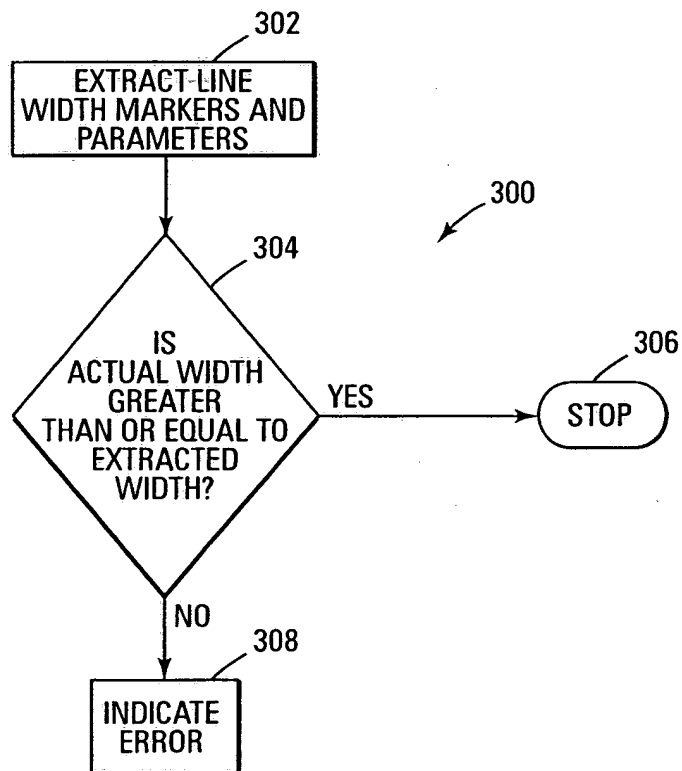 302
EXTRACT LINE
WIDTH MARKERS AND
PARAMETERS
300
304
IS
ACTUAL WIDTH
GREATER
THAN OR EQUAL TO
EXTRACTED
WIDTH?
YES
306
STOP
NO
308
INDICATE
ERROR